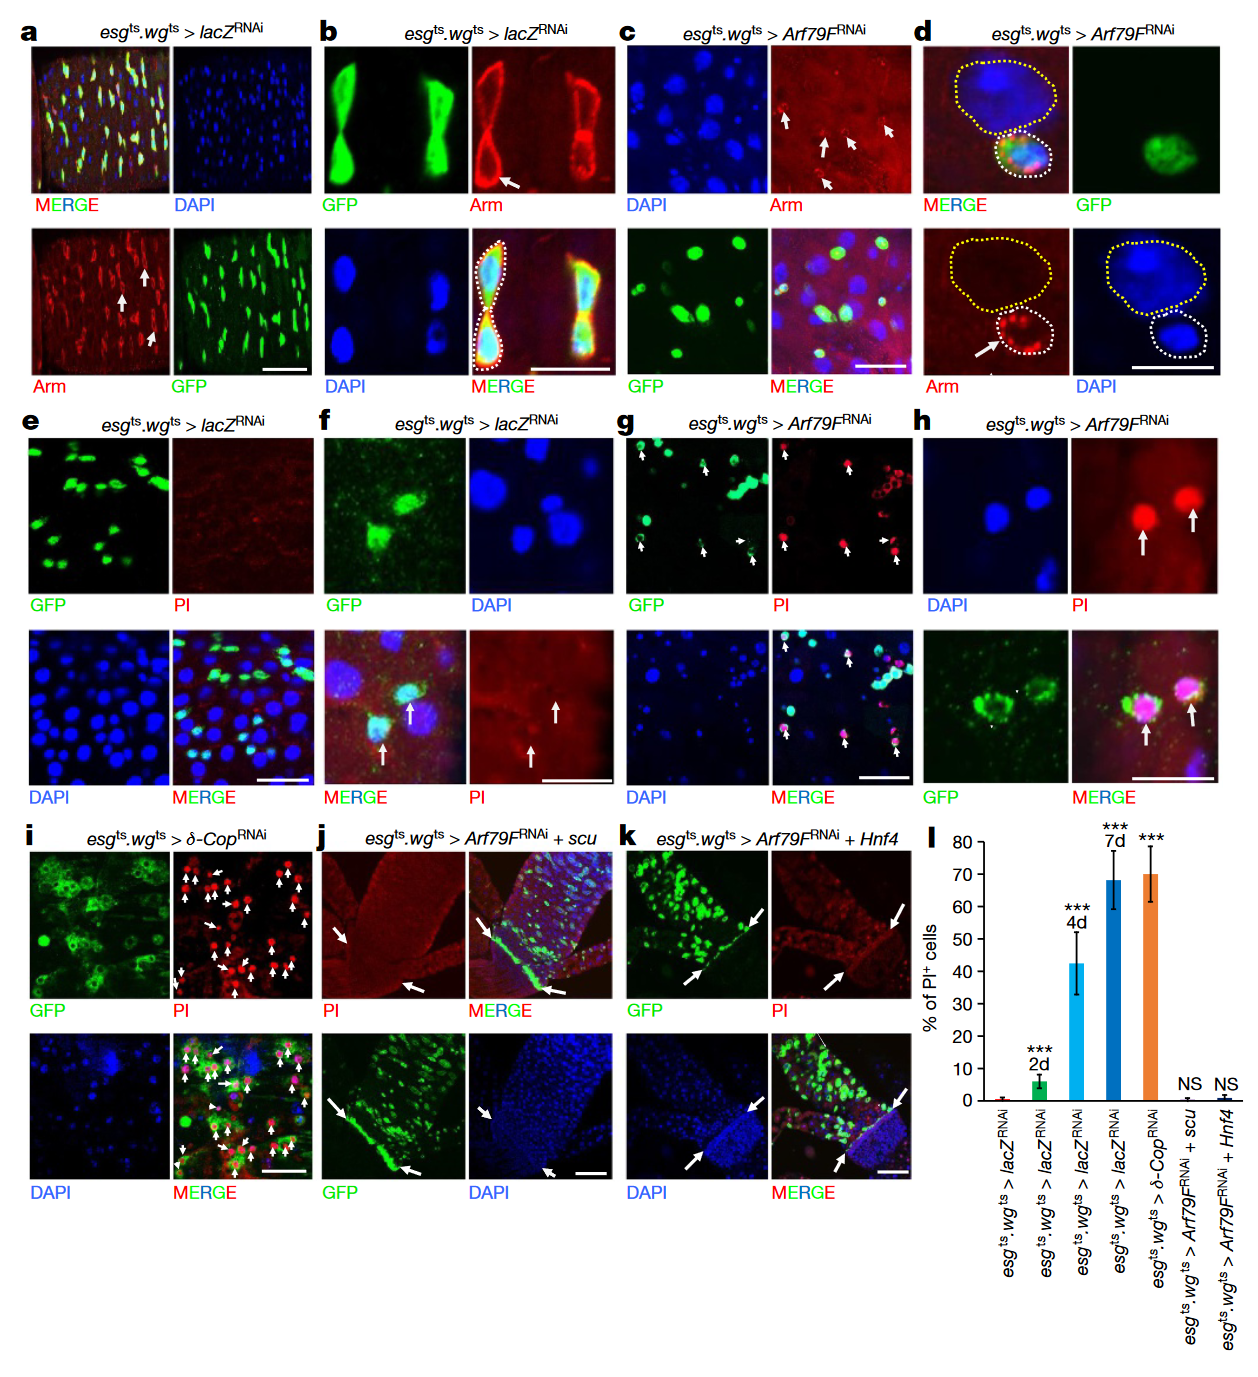 a
esgts.wgts > lacZRNAi
MERGE
DAPI
Arm
GFP
b
esgts.wgts > lacZRNAi
GFP
Arm
DAPI
MERGE
c
esgts.wgts > Arf79FRNAi
DAPI
Arm
GFP
MERGE
d
esgts.wgts > Arf79FRNAi
MERGE
GFP
Arm
DAPI
e
esgts.wgts > lacZRNAi
GFP
PI
DAPI
MERGE
f
esgts.wgts > lacZRNAi
GFP
DAPI
MERGE
PI
g
esgts.wgts > Arf79FRNAi
GFP
PI
DAPI
MERGE
h
esgts.wgts > Arf79FRNAi
DAPI
PI
GFP
MERGE
i
esgts.wgts > δ-CopRNAi
GFP
PI
DAPI
MERGE
j
esgts.wgts > Arf79FRNAi + scu
PI
MERGE
GFP
DAPI
k
esgts.wgts > Arf79FRNAi + Hnf4
GFP
PI
DAPI
MERGE
l
% of PI+ cells
80
70
60
50
40
30
20
10
0
***
2d
***
4d
***
7d
***
NS
NS
esgts.wgts > lacZRNAi
esgts.wgts > lacZRNAi
esgts.wgts > lacZRNAi
esgts.wgts > lacZRNAi
esgts.wgts > δ-CopRNAi
esgts.wgts > Arf79FRNAi + scu
esgts.wgts > Arf79FRNAi + Hnf4